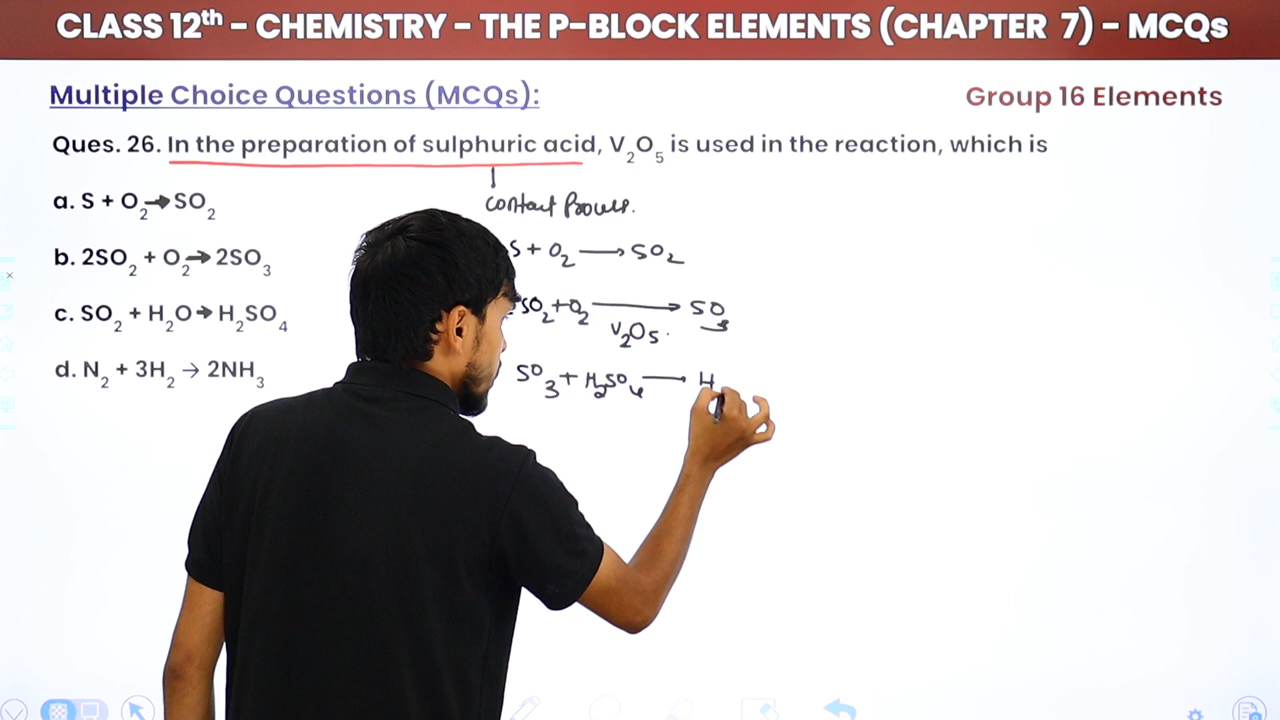 CLASS 12th - CHEMISTRY - THE P-BLOCK ELEMENTS (CHAPTER 7) - MCQs
Multiple Choice Questions (MCQs):
Group 16 Elements
Ques. 26. In the preparation of sulphuric acid, V₂O₅ is used in the reaction, which is
a. S + O₂ → SO₂
b. 2SO₂ + O₂ → 2SO₃
c. SO₂ + H₂O → H₂SO₄
d. N₂ + 3H₂ → 2NH₃
Contact Process.
S + O₂ ⟶ SO₂
SO₂ + O₂ ⟶ SO₃
V₂O₅.
SO₃ + H₂SO₄ — H